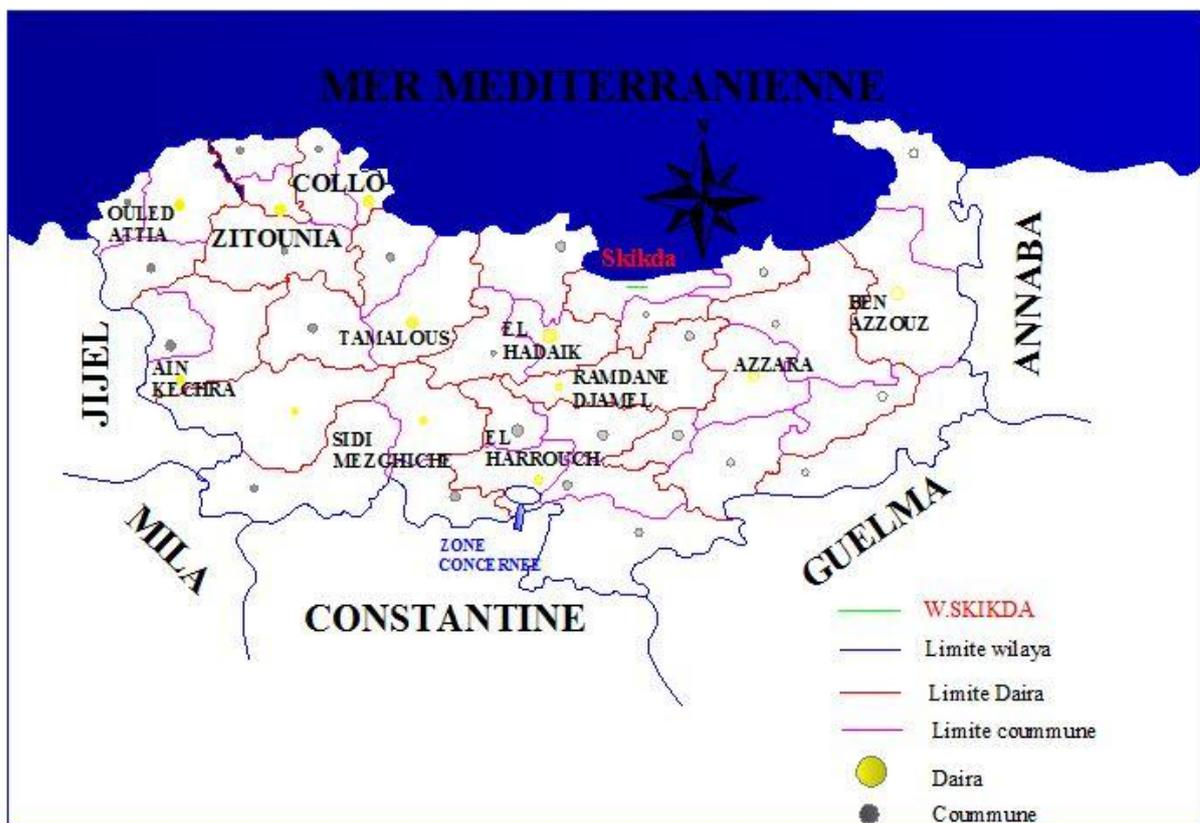 MER MEDITERRANIENNE
N
COLLO
OULED
ATTIA
ZITOUNIA
Skikda
ANNABA
BEN
AZZOUZ
TAMALOUS
EL
HADAIK
JIJEL
AIN
KECHRA
AZZARA
RAMDANE
DJAMEL
SIDI
MEZGHICHE
EL
HARROUCH
MILA
ZONE
CONCERNEE
GUELMA
CONSTANTINE
W.SKIKDA
Limite wilaya
Limite Daira
Limite coummune
Daira
Coummune